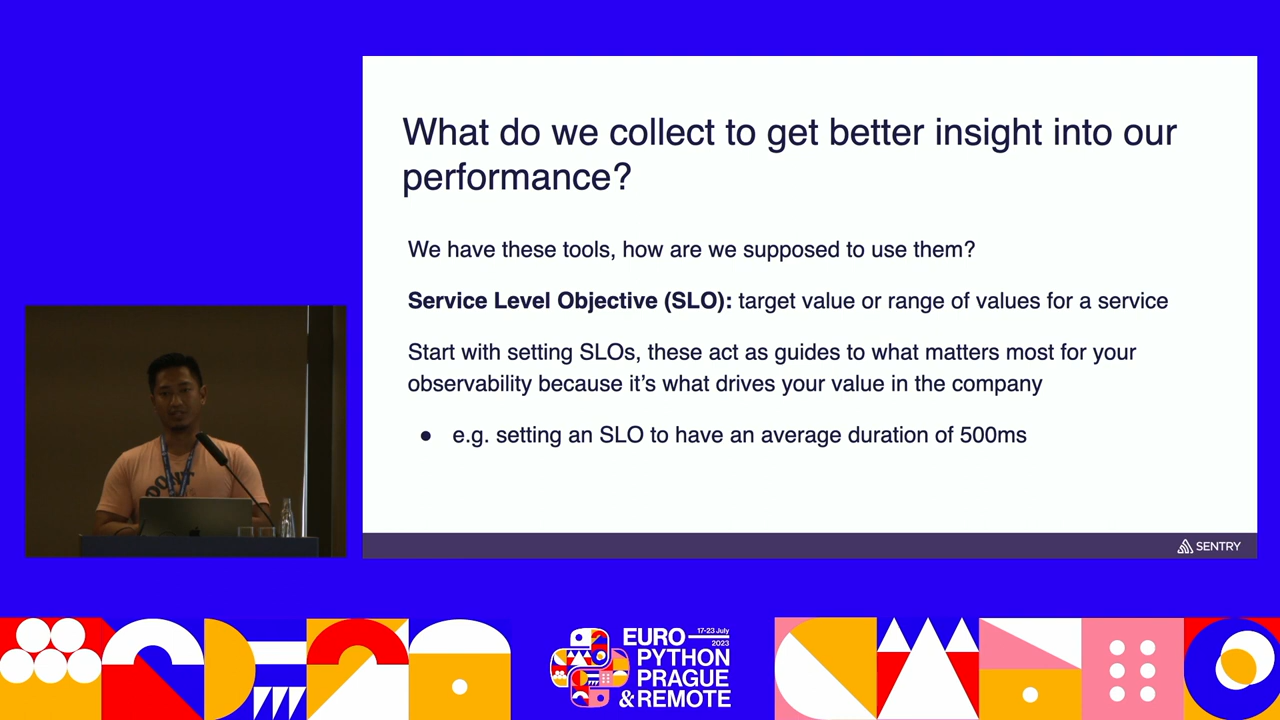 What do we collect to get better insight into our
performance?
We have these tools, how are we supposed to use them?
Service Level Objective (SLO): target value or range of values for a service
Start with setting SLOs, these act as guides to what matters most for your
observability because it's what drives your value in the company
● e.g. setting an SLO to have an average duration of 500ms
SENTRY
17-23 July
2023
EURO
PYTHON
PRAGUE
& REMOTE